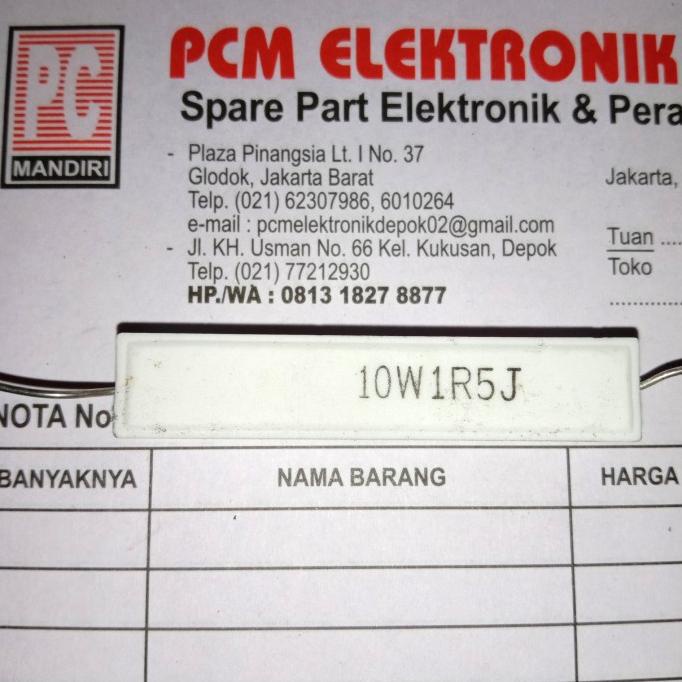 PC
MANDIRI
PCM ELEKTRONIK
Spare Part Elektronik & Pera
- Plaza Pinangsia Lt. I No. 37
Glodok, Jakarta Barat
Telp. (021) 62307986, 6010264
e-mail : pcmelektronikdepok02@gmail.com
- Jl. KH. Usman No. 66 Kel. Kukusan, Depok
Telp. (021) 77212930
HP./WA : 0813 1827 8877
Jakarta,
Tuan ....
Toko
..............
10W1R5J
NOTA No
BANYAKNYA
NAMA BARANG
HARGA